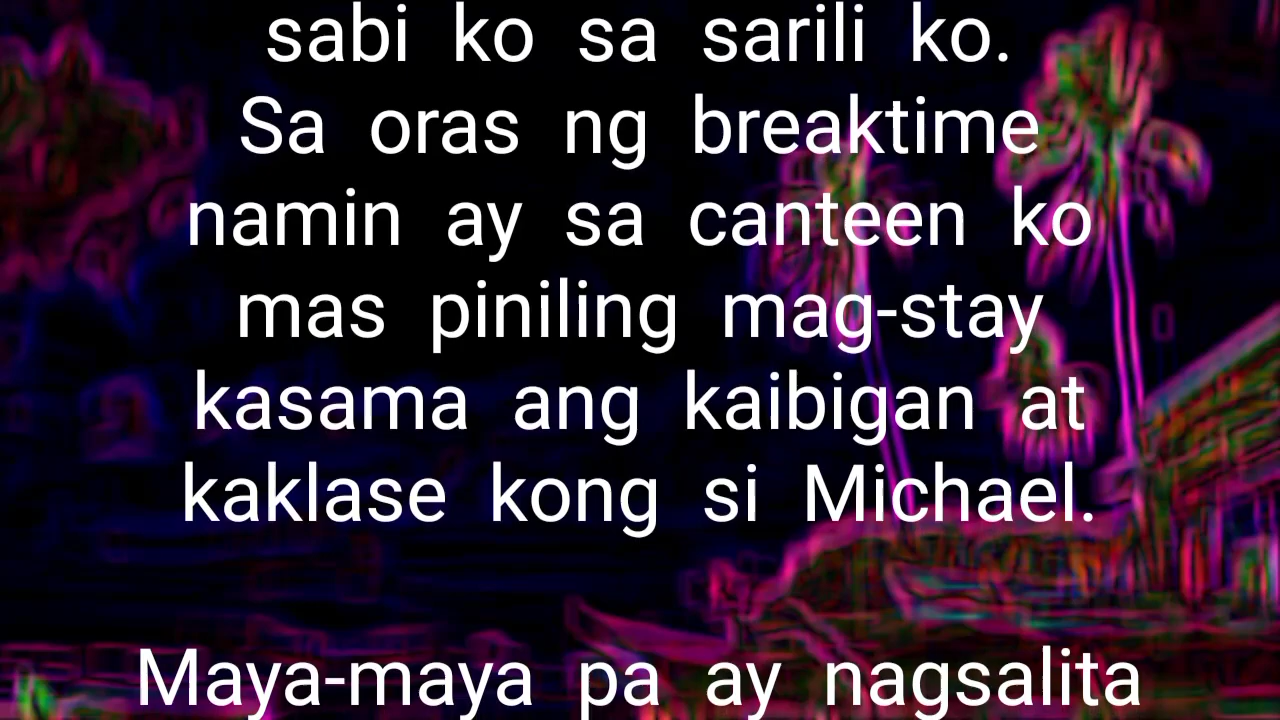 sabi ko sa sarili ko.
Sa oras ng breaktime
namin ay sa canteen ko
mas piniling mag-stay
kasama ang kaibigan at
kaklase kong si Michael.
Maya-maya pa ay nagsalita